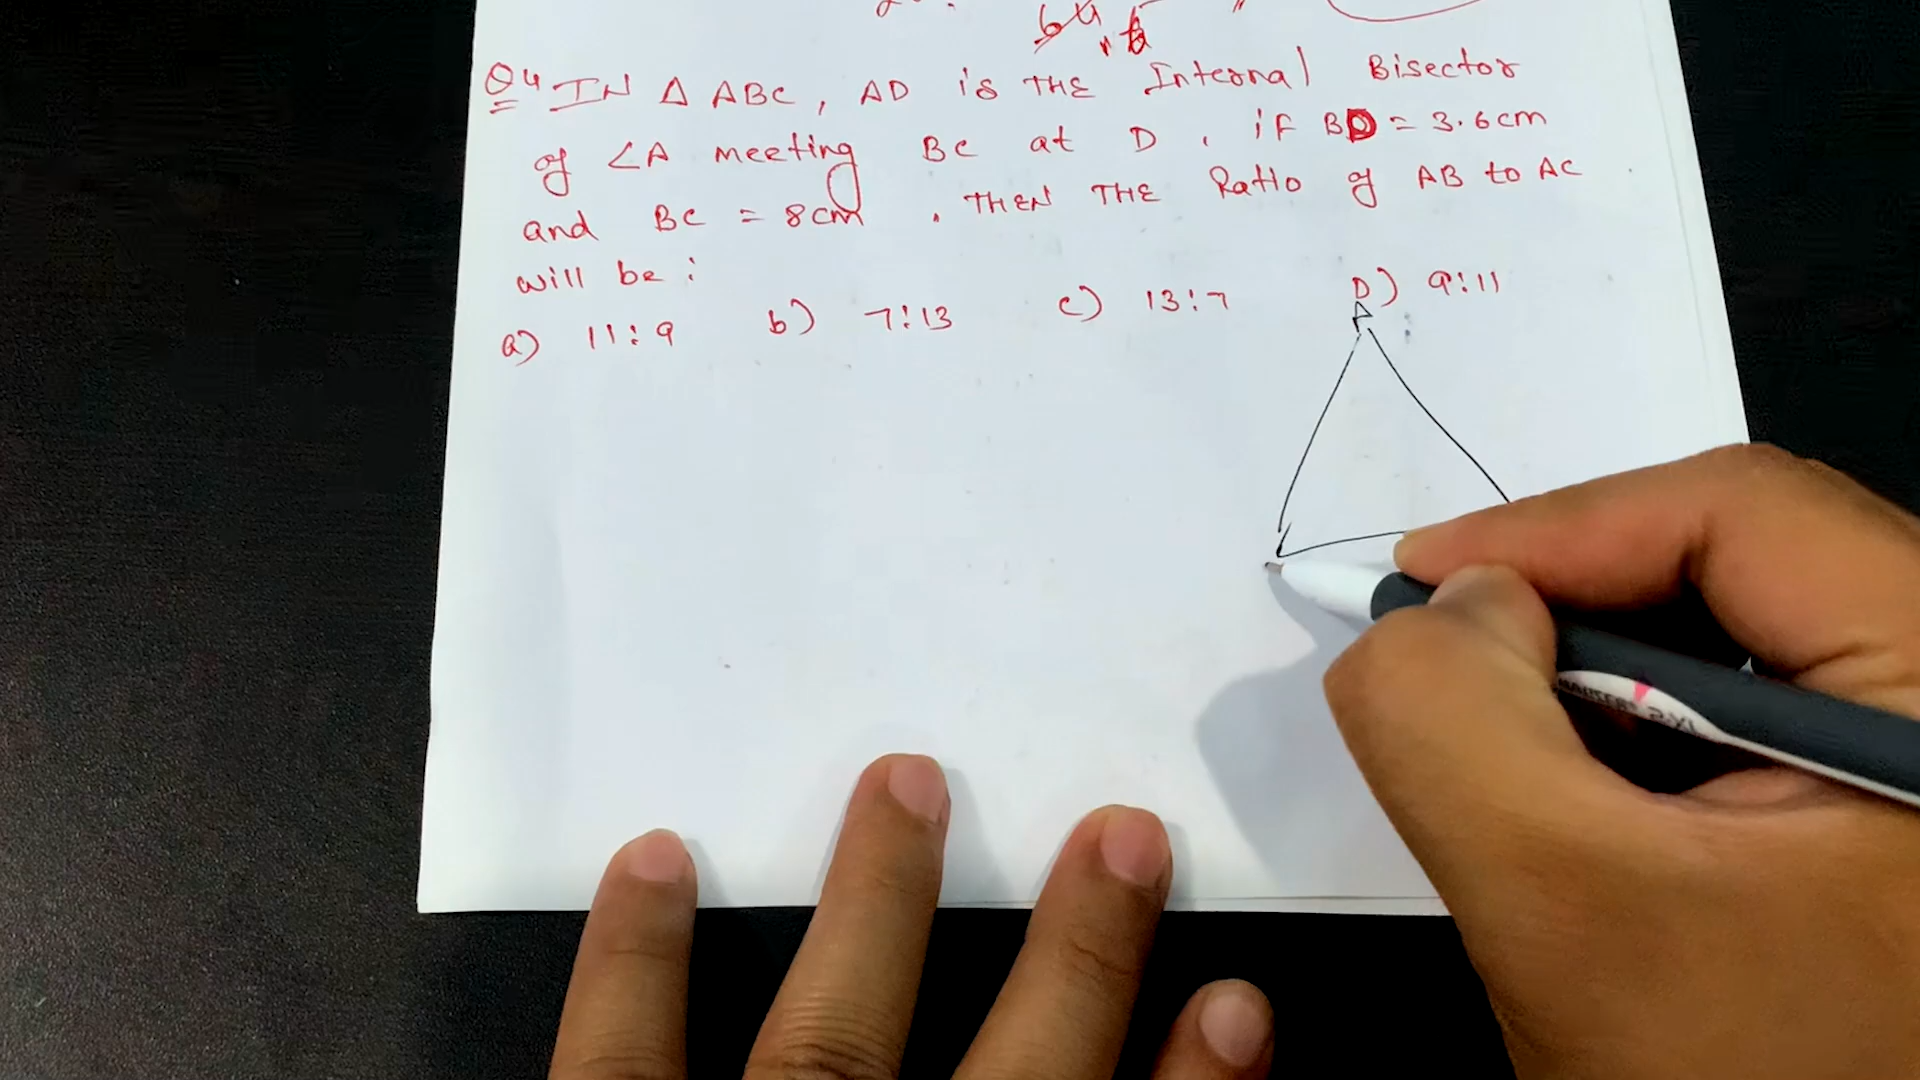 Q4 IN Δ ABC, AD is THE Internal Bisector
of ∠A meeting BC at D. if BD = 3.6cm
and BC = 8cm, THEN THE Ratio of AB to AC
will be:
a) 11:9 b) 7:13 c) 13:7 D) 9:11
A